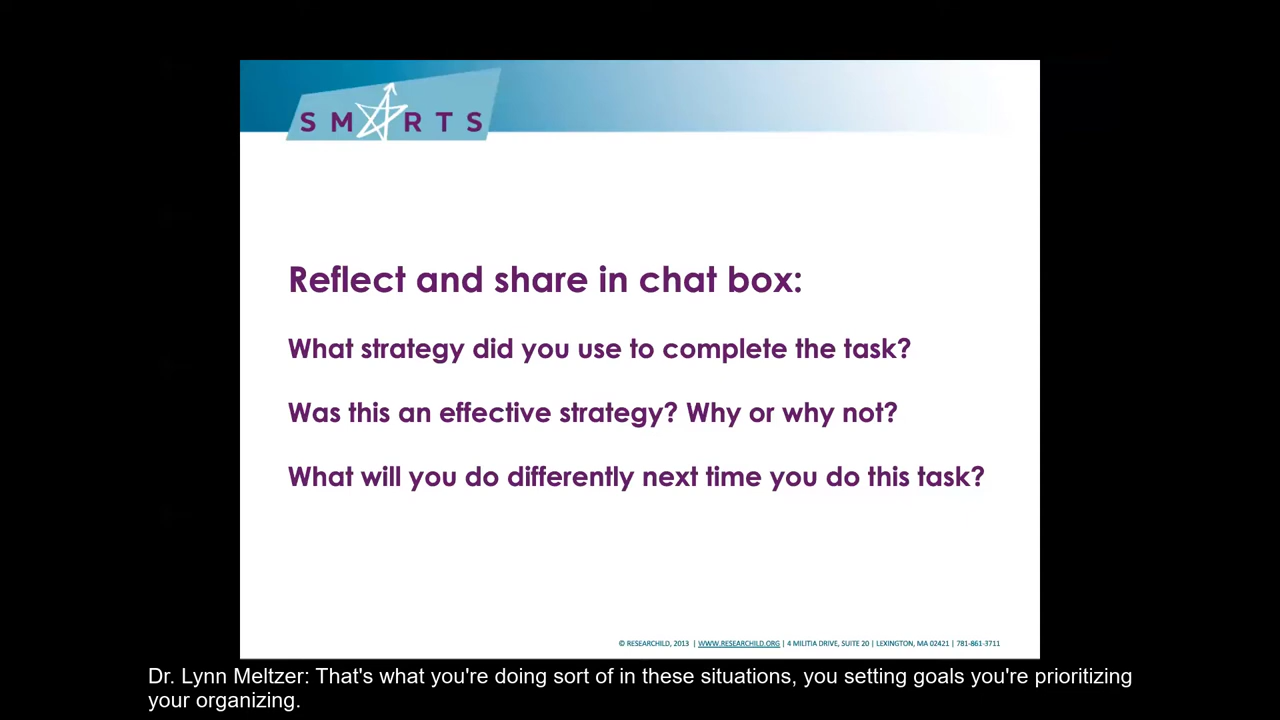 SMARTS
Reflect and share in chat box:
What strategy did you use to complete the task?
Was this an effective strategy? Why or why not?
What will you do differently next time you do this task?
© RESEARCHILD, 2013 | WWW.RESEARCHILD.ORG | 4 MILITIA DRIVE, SUITE 20 | LEXINGTON, MA 02421 | 781-861-3711
Dr. Lynn Meltzer: That's what you're doing sort of in these situations, you setting goals you're prioritizing
your organizing.